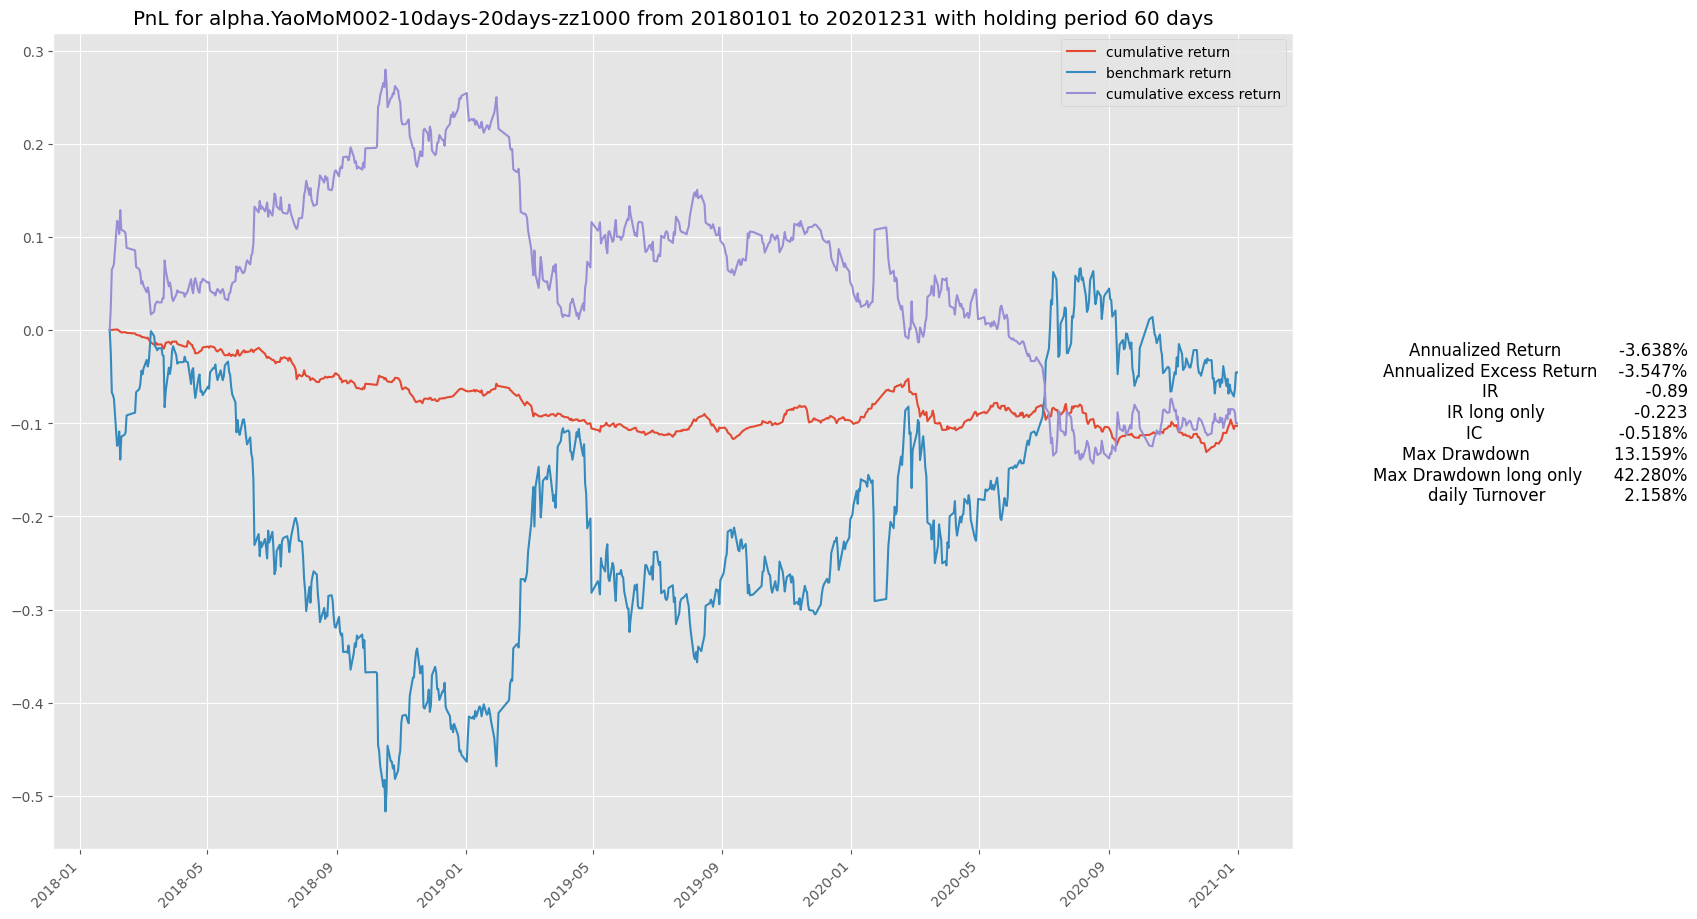 PnL for alpha.YaoMoM002-10days-20days-zz1000 from 20180101 to 20201231 with holding period 60 days
cumulative return
benchmark return
cumulative excess return
0.3
0.2
0.1
0.0
−0.1
−0.2
−0.3
−0.4
−0.5
Annualized Return -3.638%
Annualized Excess Return -3.547%
IR -0.89
IR long only -0.223
IC -0.518%
Max Drawdown 13.159%
Max Drawdown long only 42.280%
daily Turnover 2.158%
2018-01
2018-05
2018-09
2019-01
2019-05
2019-09
2020-01
2020-05
2020-09
2021-01